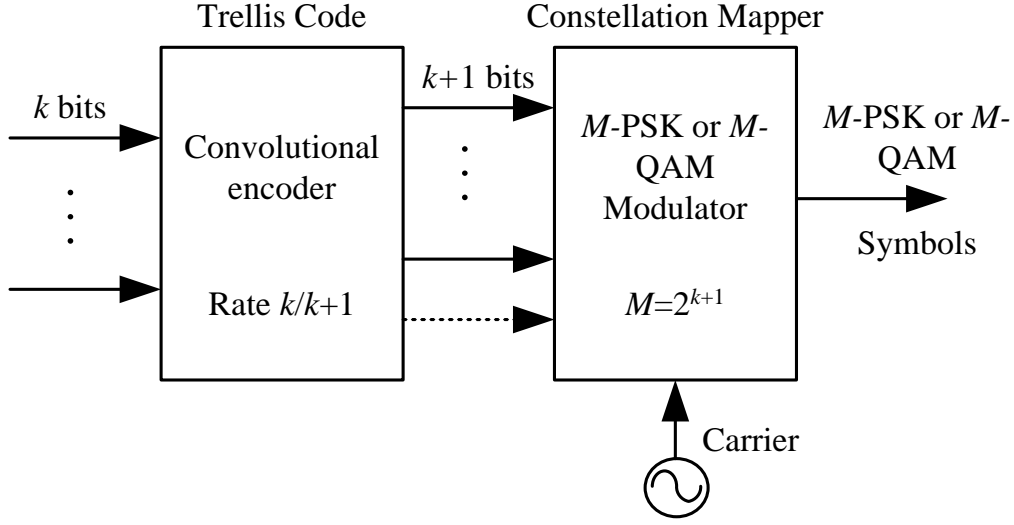 Trellis Code
Constellation Mapper
k bits
Convolutional
encoder
Rate k/k+1
k+1 bits
M-PSK or M-
QAM
Modulator
M=2^{k+1}
M-PSK or M-
QAM
Symbols
Carrier